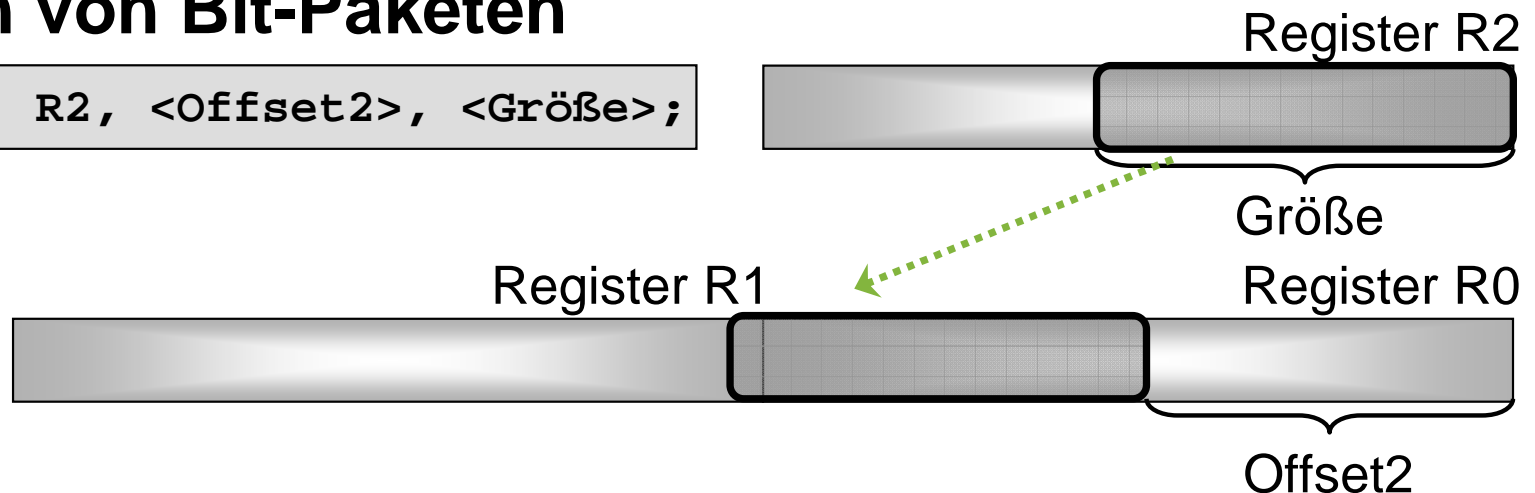 von Bit-Paketen
Register R2
R2, <Offset2>, <Größe>;
Größe
Register R1
Register R0
Offset2